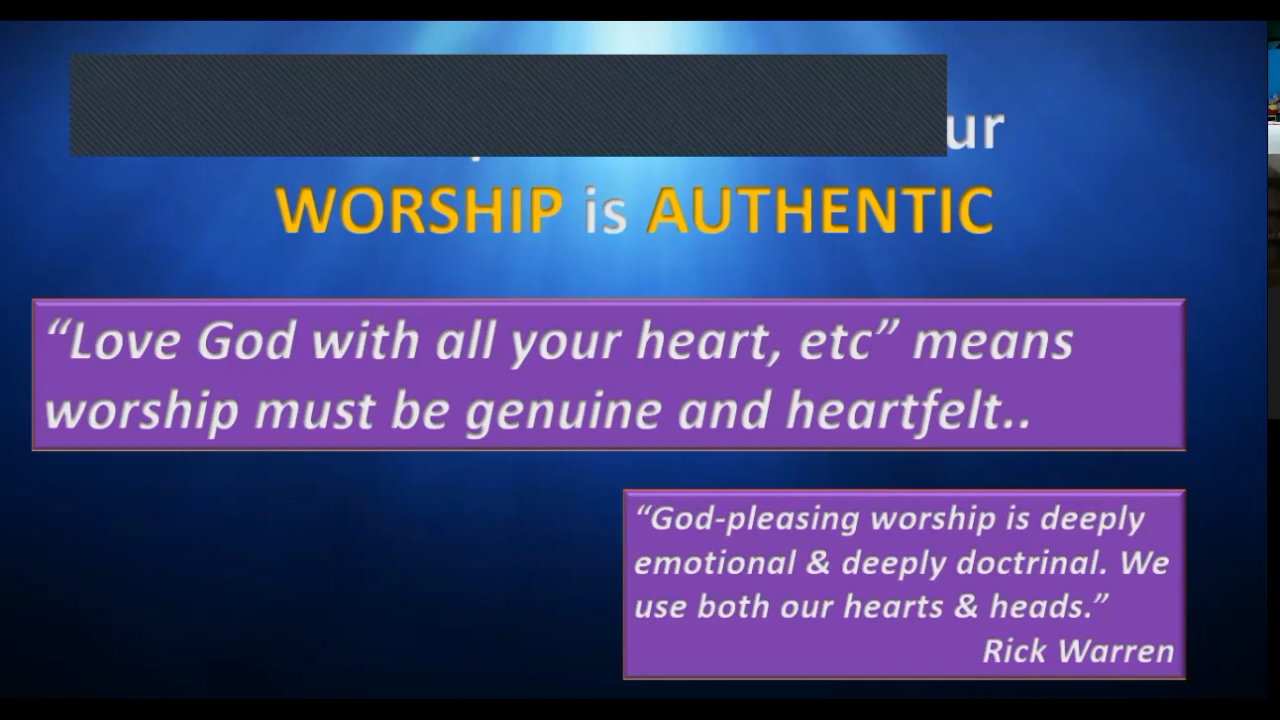 WORSHIP is AUTHENTIC
“Love God with all your heart, etc” means
worship must be genuine and heartfelt..
“God-pleasing worship is deeply
emotional & deeply doctrinal. We
use both our hearts & heads.”
Rick Warren